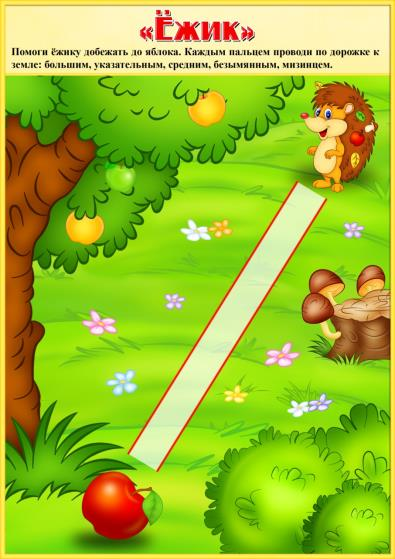 «Ёжик»
Помоги ёжику добежать до яблока. Каждым пальцем проводи по дорожке к
земле: большим, указательным, средним, безымянным, мизинцем.